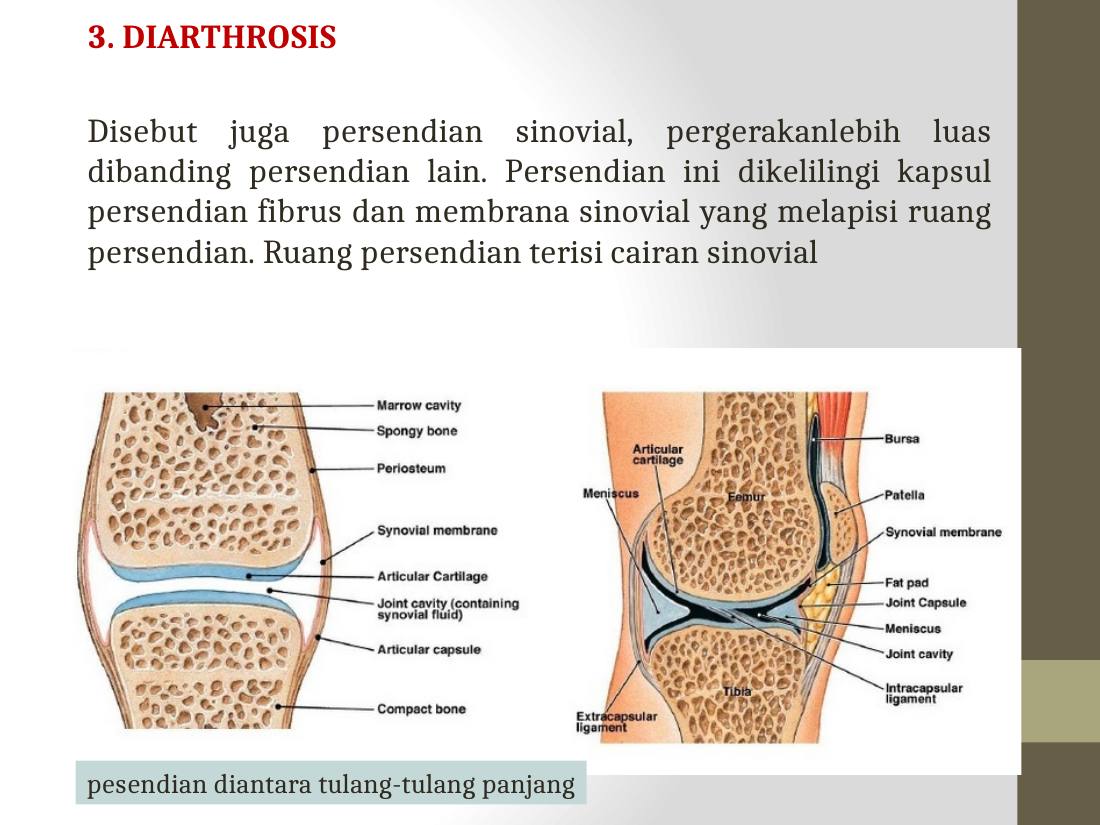 3. DIARTHROSIS
Disebut juga persendian sinovial, pergerakanlebih luas
dibanding persendian lain. Persendian ini dikelilingi kapsul
persendian fibrus dan membrana sinovial yang melapisi ruang
persendian. Ruang persendian terisi cairan sinovial
Marrow cavity
Spongy bone
Periosteum
Synovial membrane
Articular Cartilage
Joint cavity (containing
synovial fluid)
Articular capsule
Compact bone
Articular
cartilage
Meniscus
Femur
Tibia
Extracapsular
ligament
Bursa
Patella
Synovial membrane
Fat pad
Joint Capsule
Meniscus
Joint cavity
Intracapsular
ligament
pesendian diantara tulang-tulang panjang